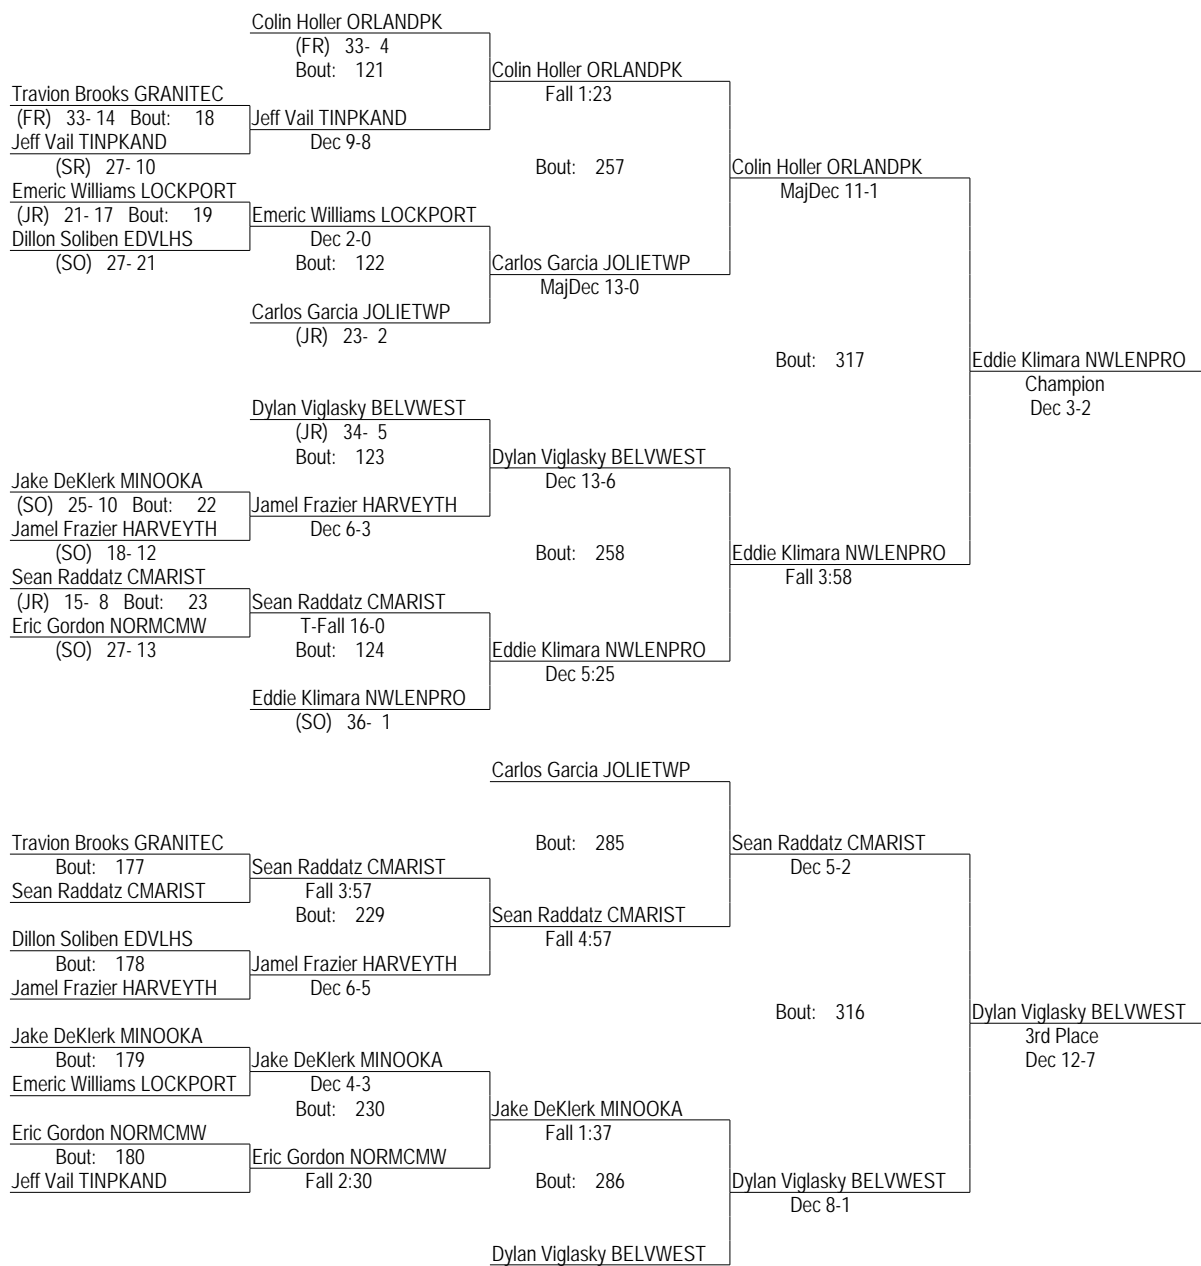 Colin Holler ORLANDPK
(FR) 33- 4
Bout: 121
Colin Holler ORLANDPK
Fall 1:23
Travion Brooks GRANITEC
(FR) 33- 14 Bout: 18
Jeff Vail TINPKAND
Jeff Vail TINPKAND
Dec 9-8
(SR) 27- 10
Bout: 257
Colin Holler ORLANDPK
MajDec 11-1
Emeric Williams LOCKPORT
(JR) 21- 17 Bout: 19
Emeric Williams LOCKPORT
Dillon Soliben EDVLHS
Dec 2-0
(SO) 27- 21
Bout: 122
Carlos Garcia JOLIETWP
MajDec 13-0
Carlos Garcia JOLIETWP
(JR) 23- 2
Bout: 317
Eddie Klimara NWLENPRO
Champion
Dec 3-2
Dylan Viglasky BELVWEST
(JR) 34- 5
Bout: 123
Dylan Viglasky BELVWEST
Dec 13-6
Jake DeKlerk MINOOKA
(SO) 25- 10 Bout: 22
Jamel Frazier HARVEYTH
Jamel Frazier HARVEYTH
Dec 6-3
(SO) 18- 12
Bout: 258
Eddie Klimara NWLENPRO
Fall 3:58
Sean Raddatz CMARIST
(JR) 15- 8 Bout: 23
Sean Raddatz CMARIST
Eric Gordon NORMCMW
T-Fall 16-0
(SO) 27- 13
Bout: 124
Eddie Klimara NWLENPRO
Dec 5:25
Eddie Klimara NWLENPRO
(SO) 36- 1
Carlos Garcia JOLIETWP
Bout: 285
Sean Raddatz CMARIST
Dec 5-2
Travion Brooks GRANITEC
Bout: 177
Sean Raddatz CMARIST
Sean Raddatz CMARIST
Fall 3:57
Bout: 229
Sean Raddatz CMARIST
Fall 4:57
Dillon Soliben EDVLHS
Bout: 178
Jamel Frazier HARVEYTH
Jamel Frazier HARVEYTH
Dec 6-5
Bout: 316
Dylan Viglasky BELVWEST
3rd Place
Dec 12-7
Jake DeKlerk MINOOKA
Bout: 179
Jake DeKlerk MINOOKA
Emeric Williams LOCKPORT
Dec 4-3
Bout: 230
Jake DeKlerk MINOOKA
Fall 1:37
Eric Gordon NORMCMW
Bout: 180
Eric Gordon NORMCMW
Jeff Vail TINPKAND
Fall 2:30
Bout: 286
Dylan Viglasky BELVWEST
Dec 8-1
Dylan Viglasky BELVWEST